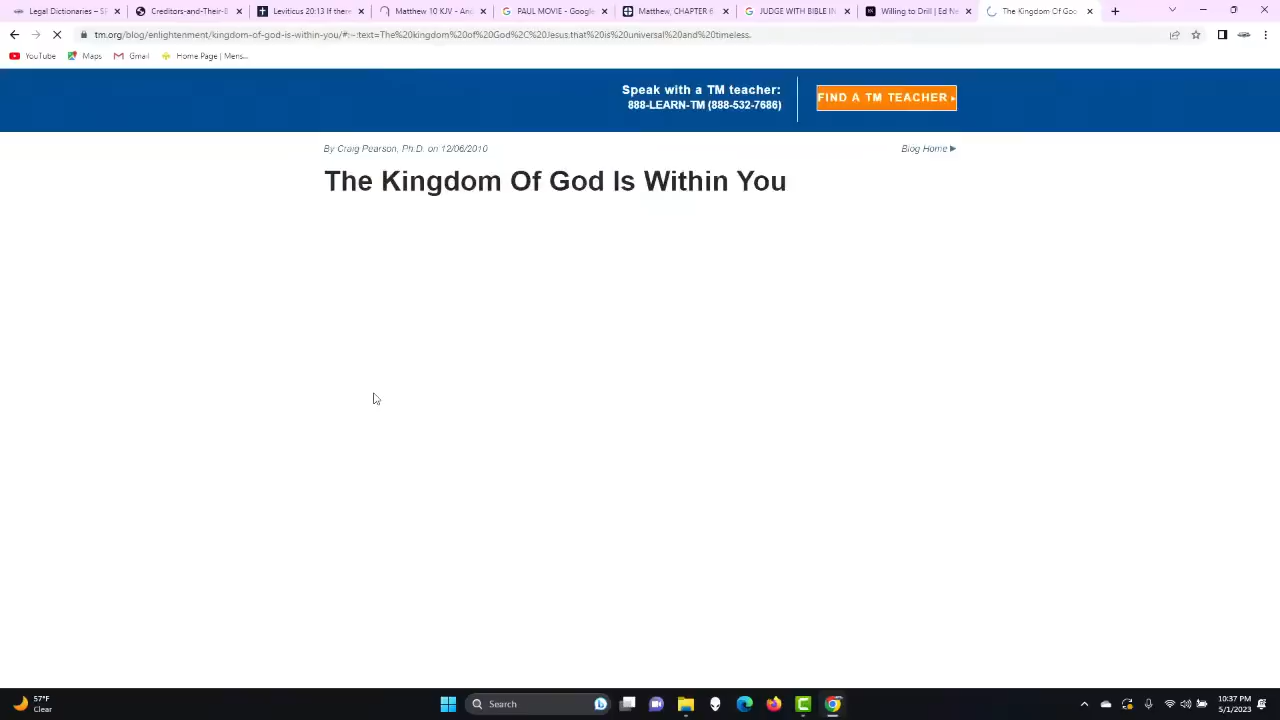 Legal Dictionaries – SP
Creditors-and-Their-B
Leviticus 20:13 If there
Matthew 10 KJV - And
PAUL MOVIE - Google
Matthew, CHAPTER 6
JUDGE WITH BIBLE IN
Willing to Drill | Ed Ne
The Kingdom Of Goo
tm.org/blog/enlightenment/kingdom-of-god-is-within-you/#:~:text=The%20kingdom%20of%20God%2C%20Jesus,that%20is%20universal%20and%20timeless.
YouTube
Maps
Gmail
Home Page | Mens...
Speak with a TM teacher:
888-LEARN-TM (888-532-7686)
FIND A TM TEACHER ▸
By Craig Pearson, Ph.D. on 12/06/2010
Blog Home ▶
The Kingdom Of God Is Within You
57°F
Clear
Search
10:37 PM
5/1/2023